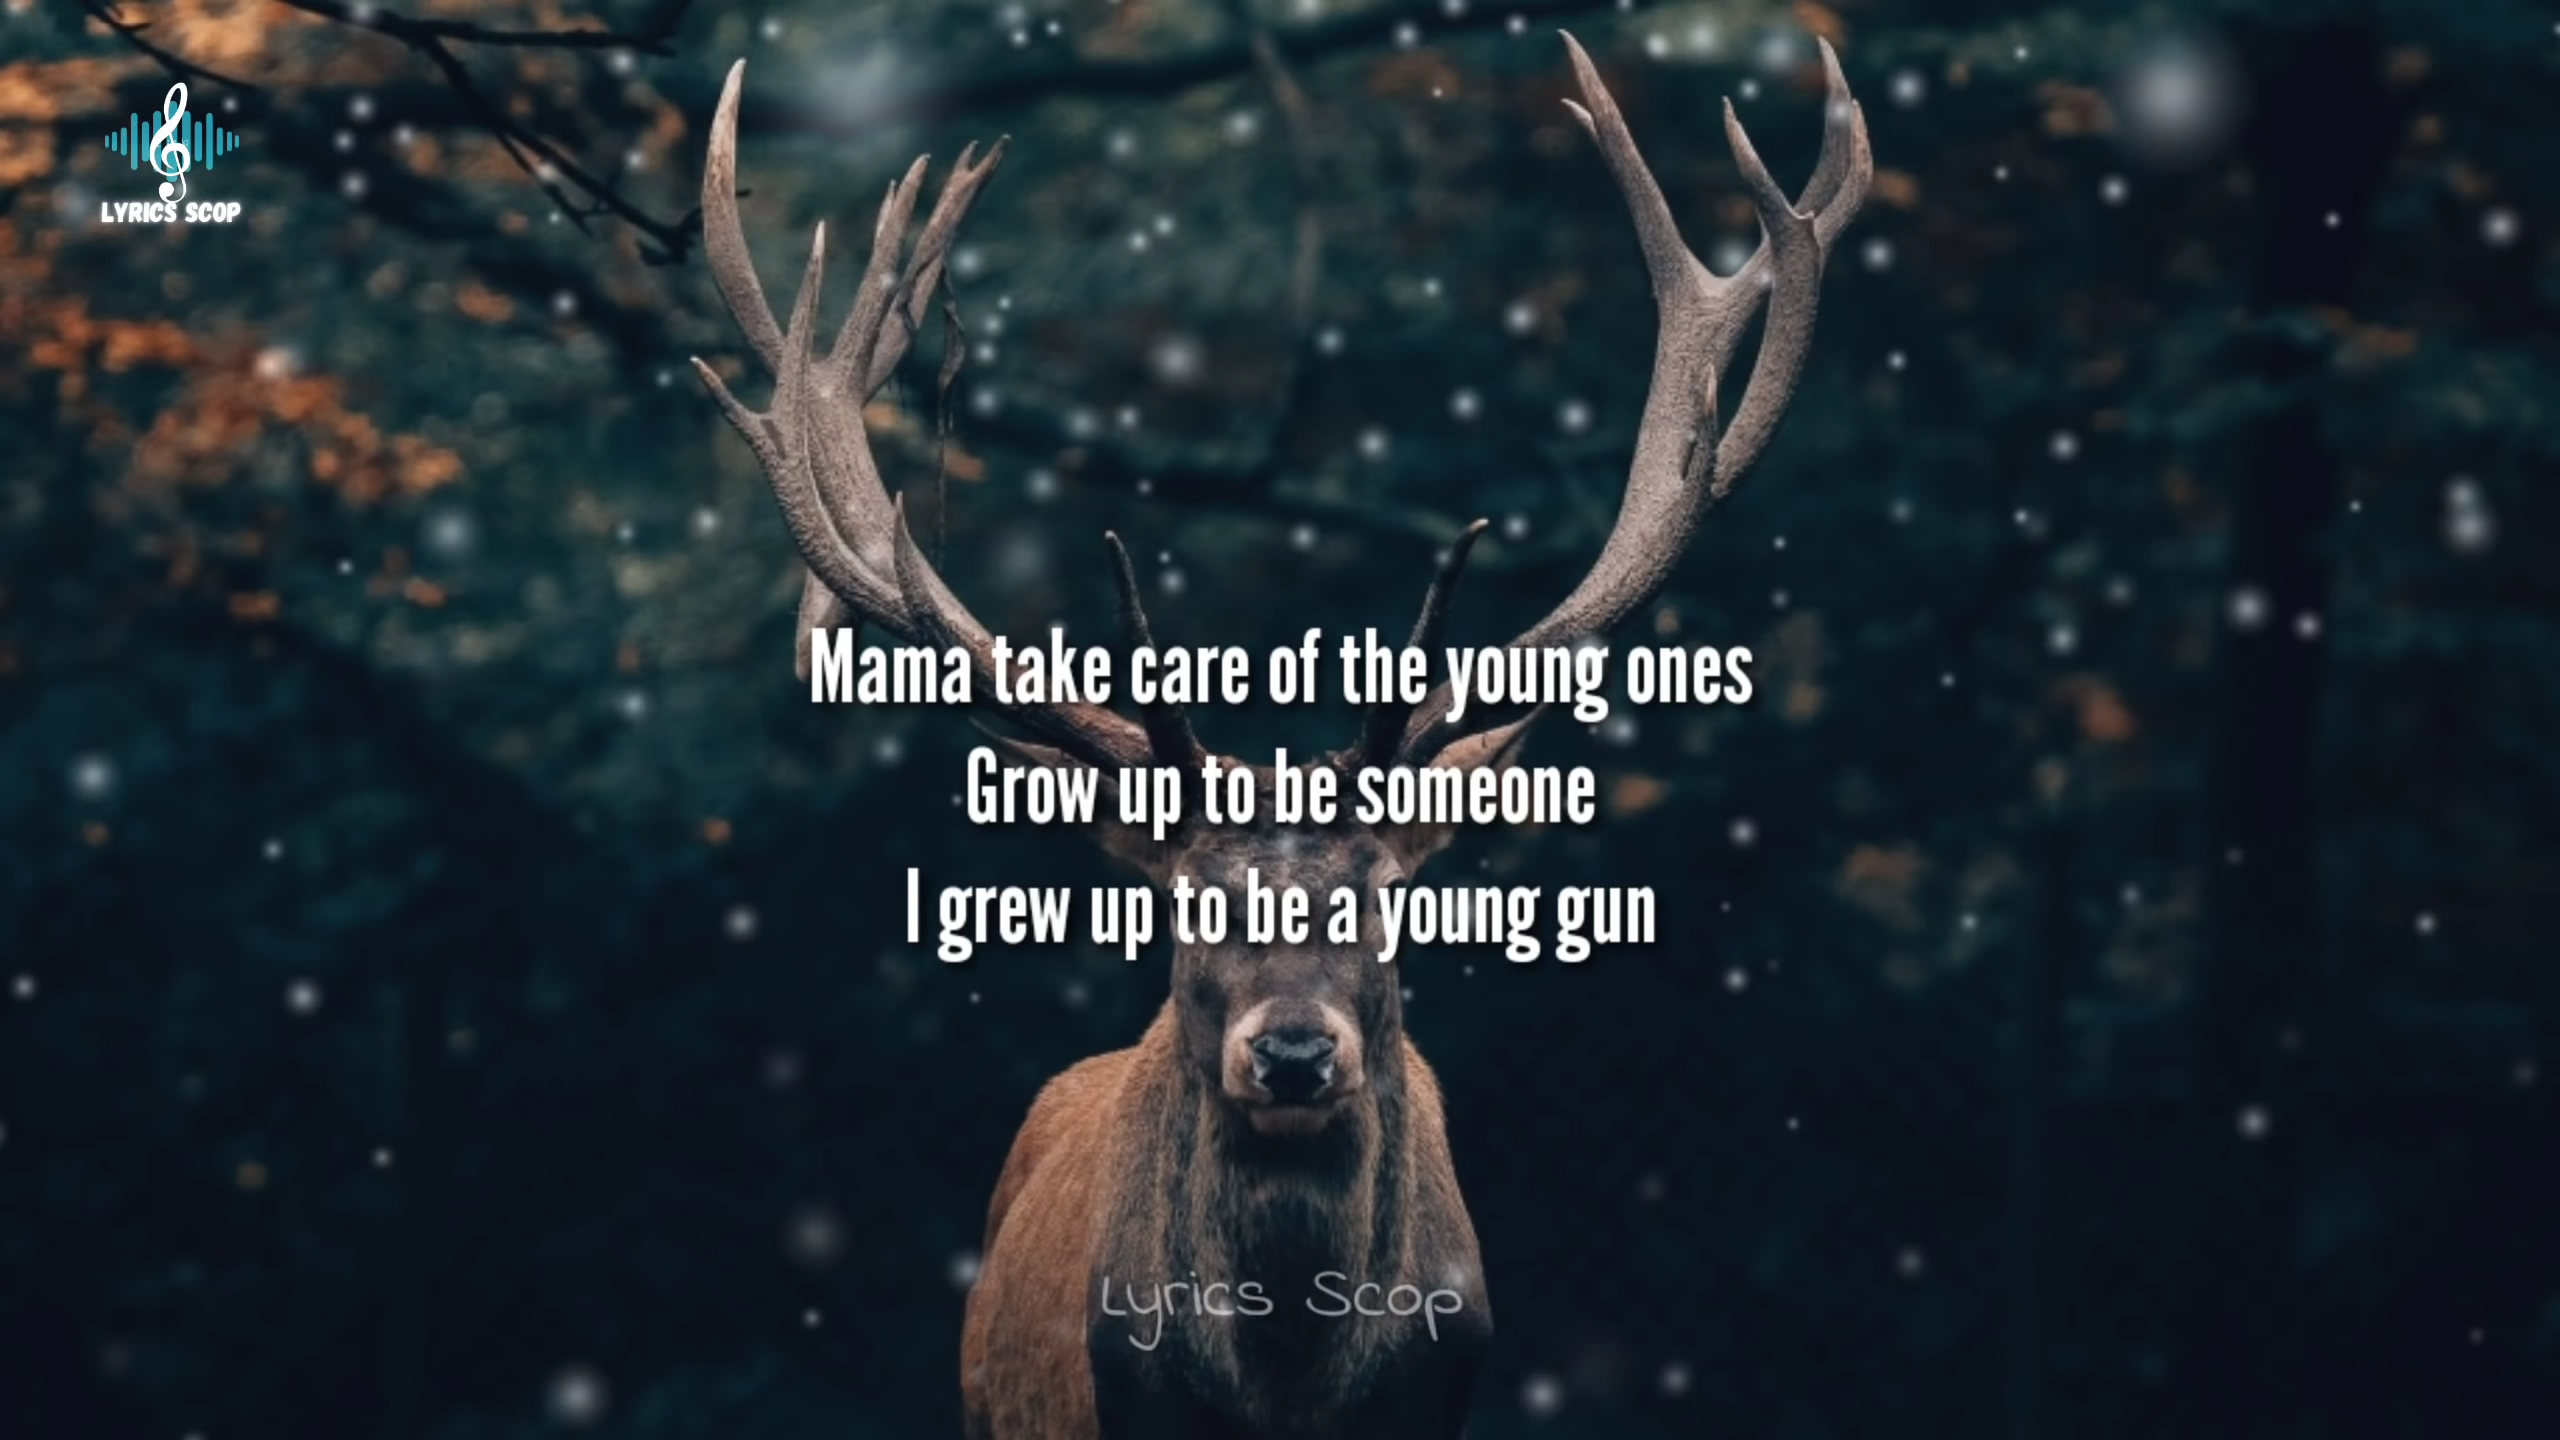 LYRICS SCOP
Mama take care of the young ones
Grow up to be someone
I grew up to be a young gun
Lyrics Scop